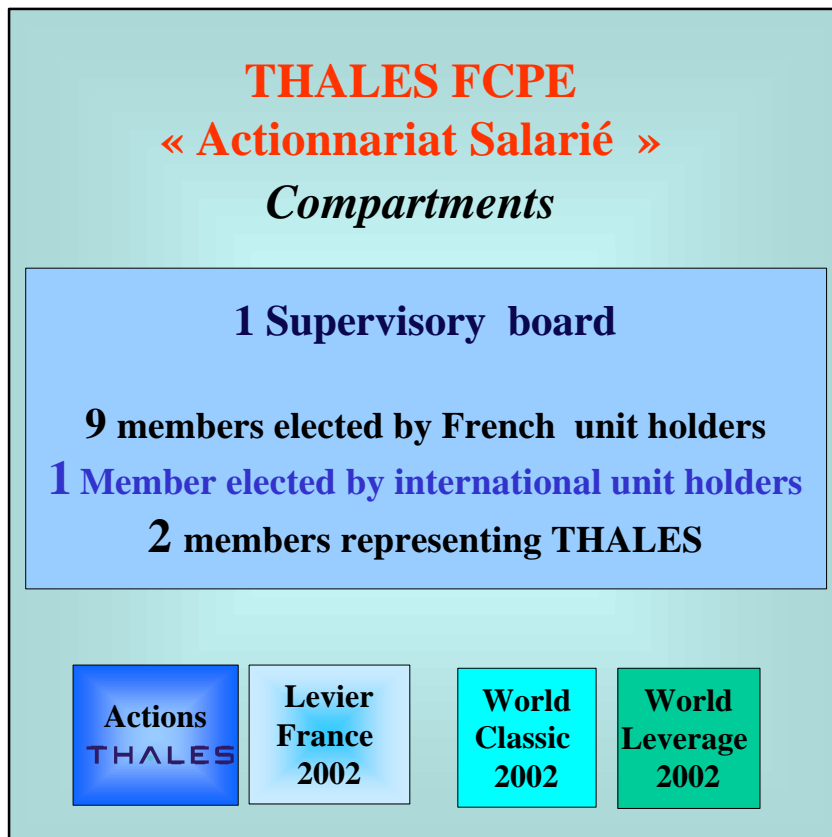 THALES FCPE
« Actionnariat Salarié »
Compartments
1 Supervisory board
9 members elected by French unit holders
1 Member elected by international unit holders
2 members representing THALES
Actions
THALES
Levier
France
2002
World
Classic
2002
World
Leverage
2002